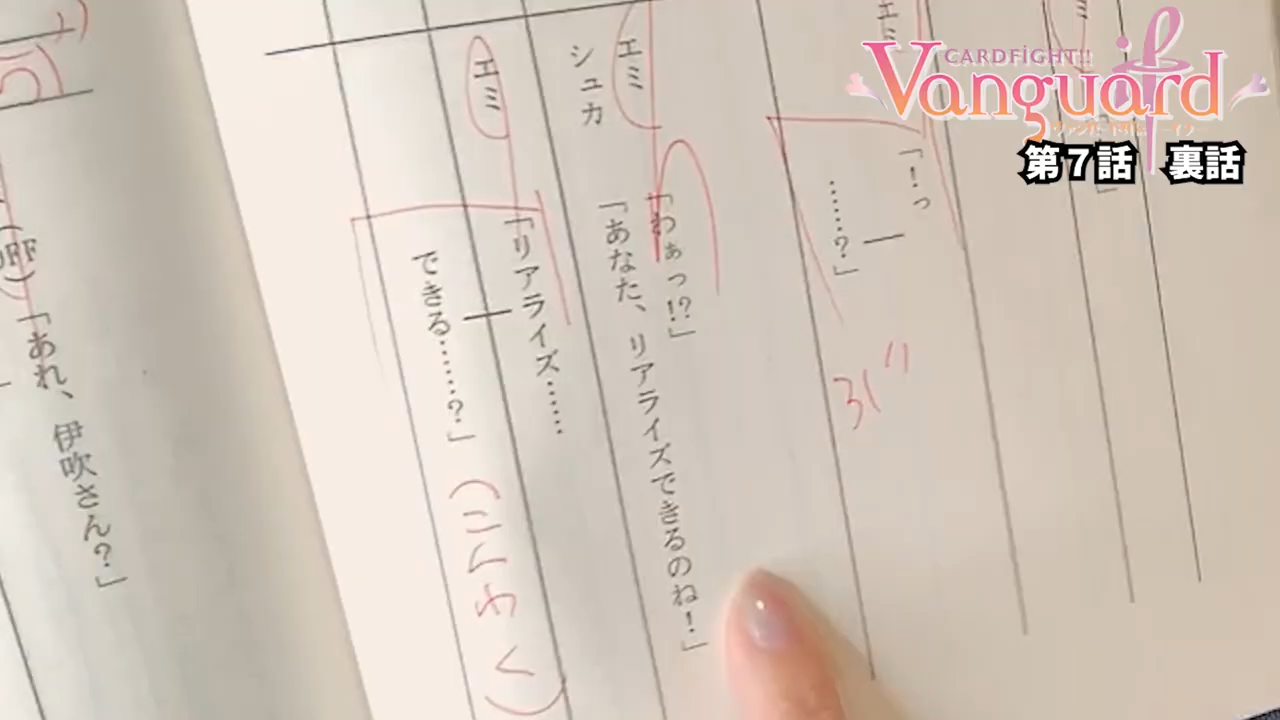 CARDFIGHT!!
Vanguard if
第7話 裏話
エミ
「！っ
……？」
31"
エミ
「わぁっ!?」
シュカ
「あなた、リアライズできるのね！」
エミ
「リアライズ……
できる……？」
(こんわく)
「あれ、伊吹さん？」